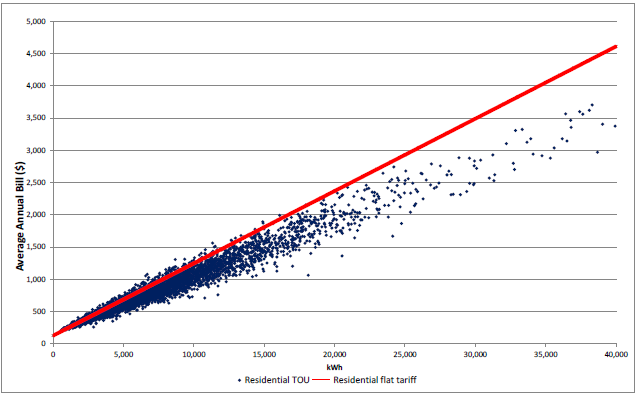 5,000
4,500
4,000
3,500
3,000
2,500
2,000
1,500
1,000
500
0
Average Annual Bill ($)
0 5,000 10,000 15,000 20,000 25,000 30,000 35,000 40,000
kWh
Residential TOU Residential flat tariff